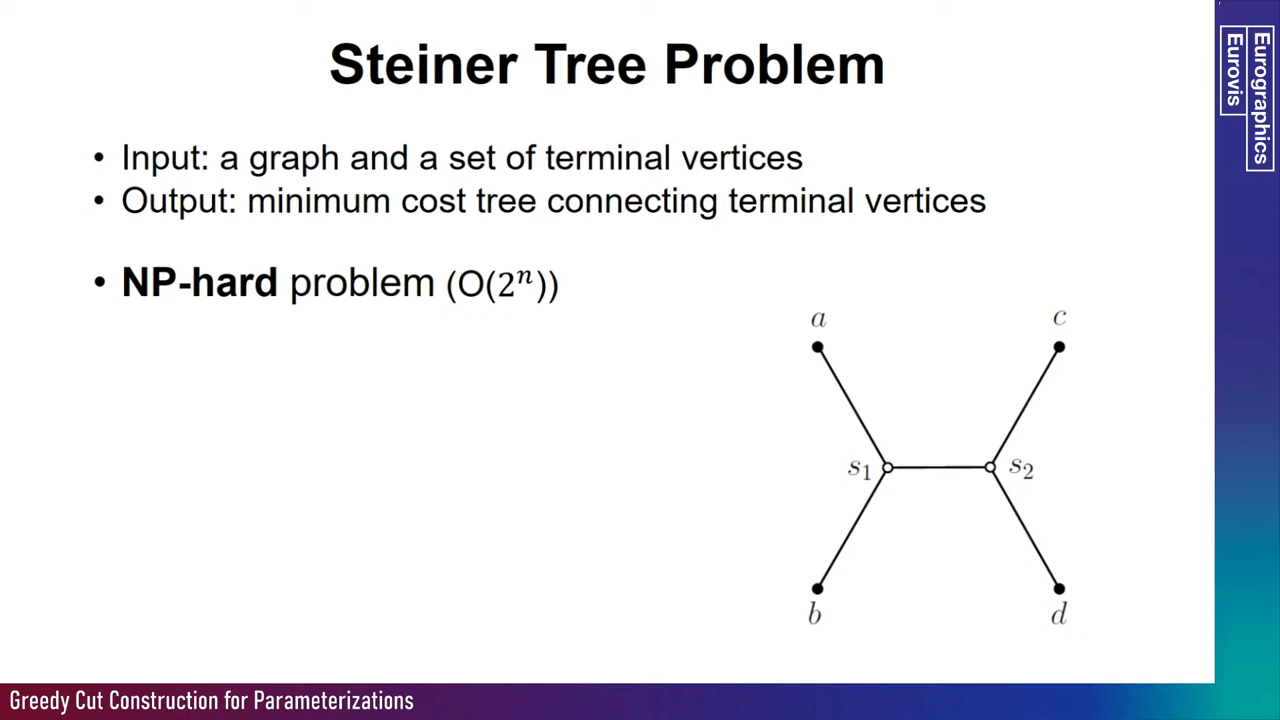 Steiner Tree Problem
• Input: a graph and a set of terminal vertices
• Output: minimum cost tree connecting terminal vertices
• NP-hard problem (O(2ⁿ))
a
c
s₁
s₂
b
d
Eurographics
Eurovis
Greedy Cut Construction for Parameterizations